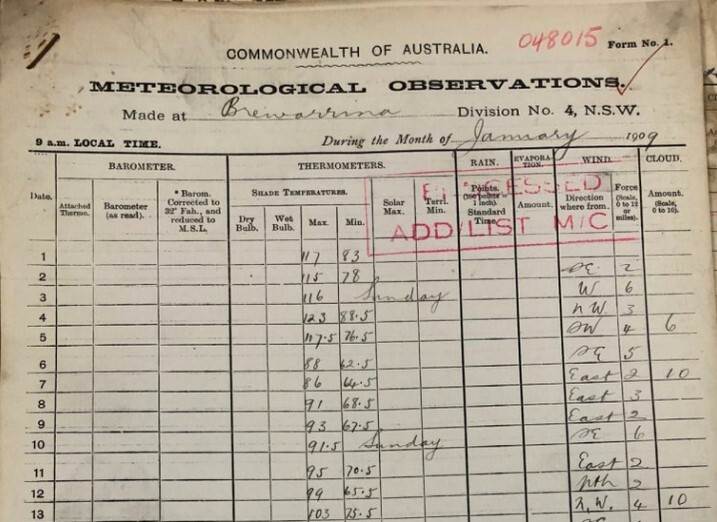 COMMONWEALTH OF AUSTRALIA.
048015 Form No. 1.
METEOROLOGICAL OBSERVATIONS.
Made at Brewarrina Division No. 4, N.S.W.
9 a.m. LOCAL TIME. During the Month of January 1909
Date. BAROMETER. THERMOMETERS. RAIN. EVAPORATION. WIND. CLOUD.
Attached Thermo. Barometer (as read). * Barom. Corrected to 32° Fah., and reduced to M.S.L. SHADE TEMPERATURES. Dry Bulb. Wet Bulb. Max. Min. Solar Max. Terrl. Min. Points. Standard Time. Amount. Direction where from. Force (Scale, 0 to 12 or miles). Amount. (Scale, 0 to 10).
PROCESSED
ADD/LIST M/C
1 117 83
2 115 78 SE 2
3 116 Sunday W 6
4 123 88.5 N.W. 3
5 117.5 76.5 SW 4 6
6 88 62.5 SE 5
7 86 64.5 East 2 10
8 91 68.5 East 3
9 93 67.5 East 2
10 91.5 Sunday SE 6
11 95 70.5 East 2
12 99 65.5 Nth 2
13 103 75.5 N.W. 4 10